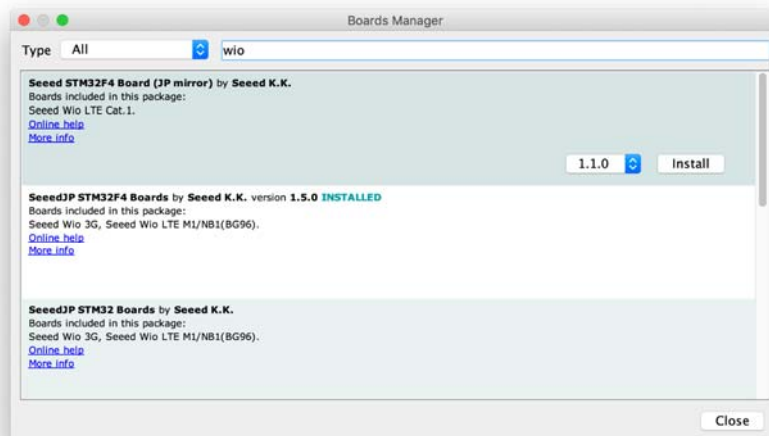 Boards Manager
Type All wio
Seeed STM32F4 Board (JP mirror) by Seeed K.K.
Boards included in this package:
Seeed Wio LTE Cat.1.
Online help
More info
1.1.0 Install
SeeedJP STM32F4 Boards by Seeed K.K. version 1.5.0 INSTALLED
Boards included in this package:
Seeed Wio 3G, Seeed Wio LTE M1/NB1(BG96).
Online help
More info
SeeedJP STM32 Boards by Seeed K.K.
Boards included in this package:
Seeed Wio 3G, Seeed Wio LTE M1/NB1(BG96).
Online help
More info
Close